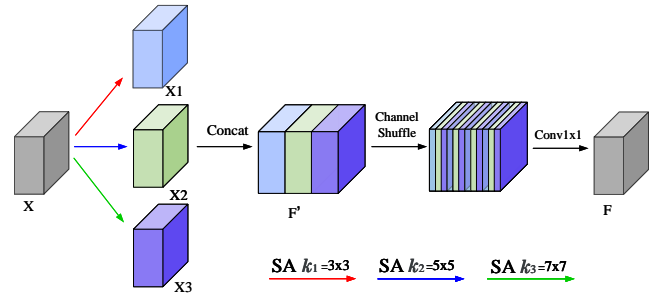 X
X1
X2
X3
Concat
F'
Channel
Shuffle
Conv1x1
F
SA k1=3x3
SA k2=5x5
SA k3=7x7